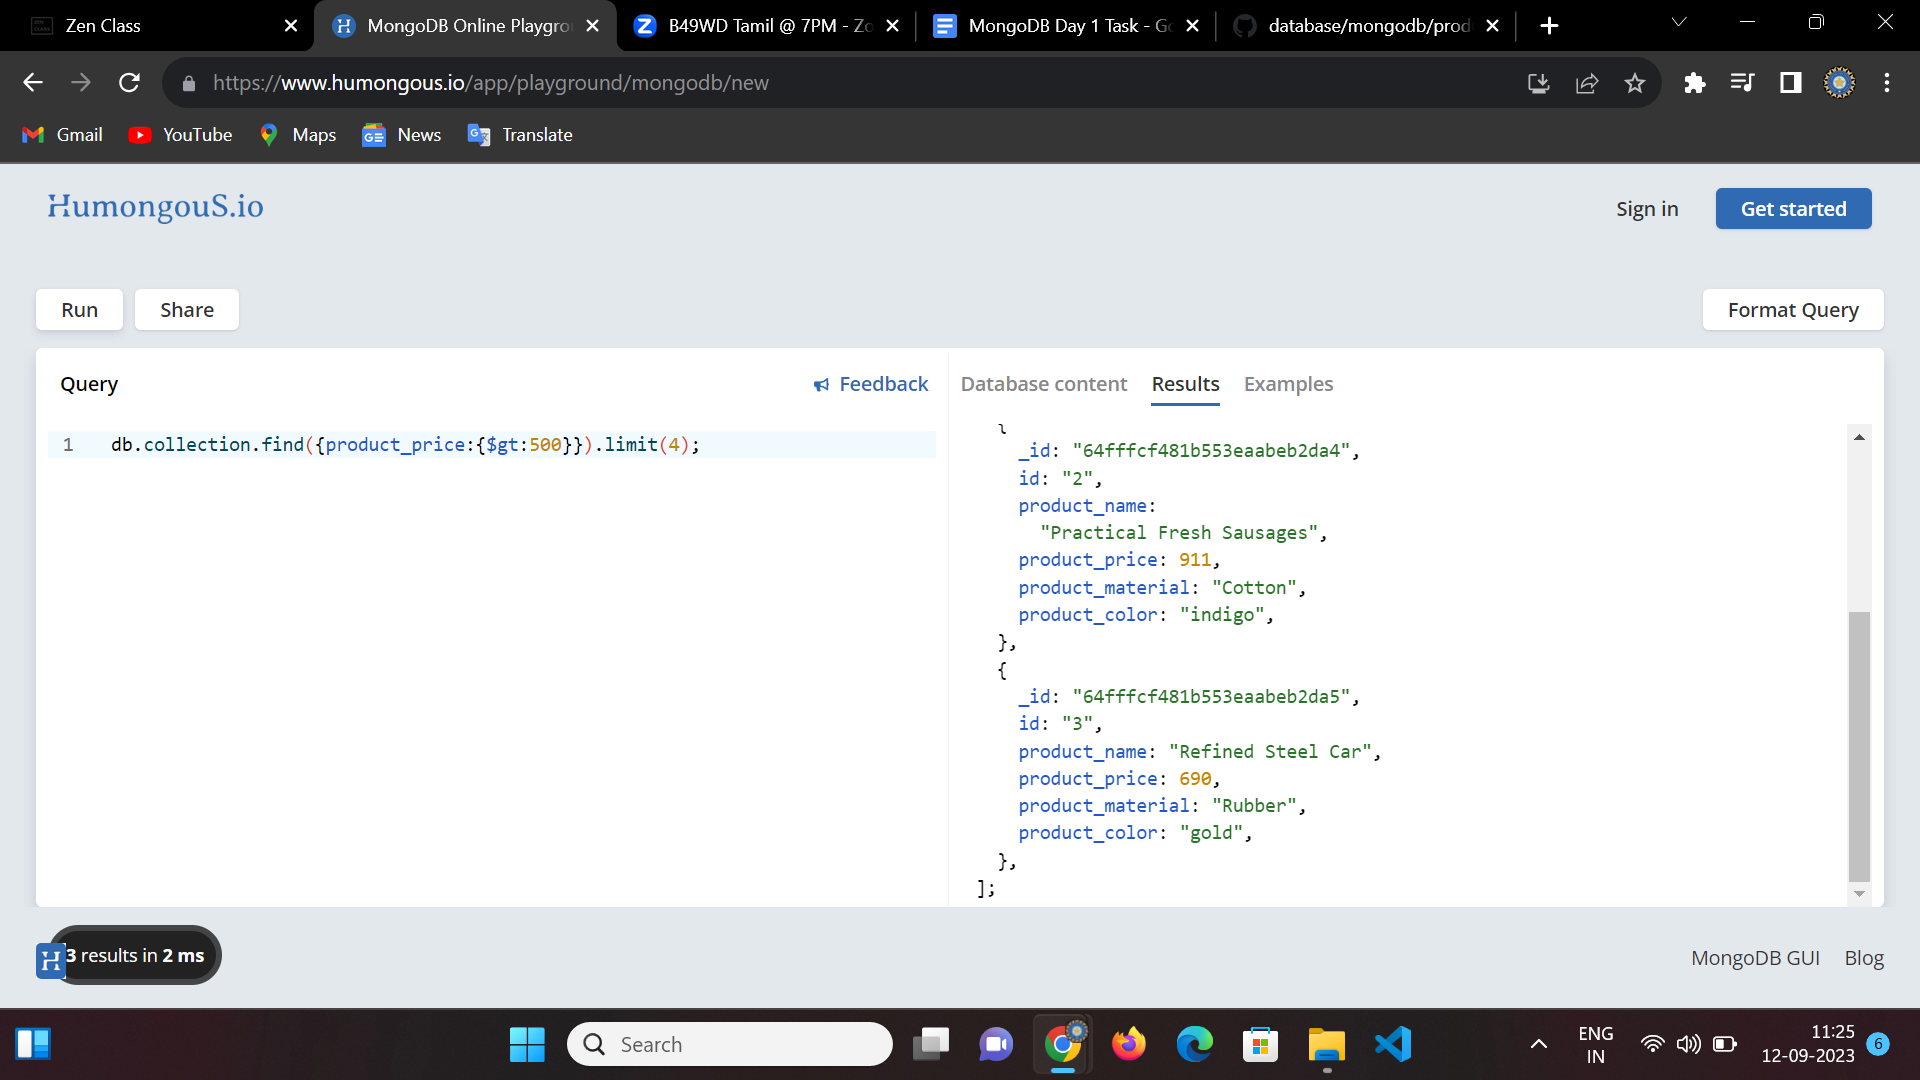 Zen Class
MongoDB Online Playgro
B49WD Tamil @ 7PM - Zo
MongoDB Day 1 Task - Go
database/mongodb/prod
https://www.humongous.io/app/playground/mongodb/new
Gmail
YouTube
Maps
News
Translate
HumongouS.io
Sign in
Get started
Run
Share
Format Query
Query
Feedback
Database content
Results
Examples
1 db.collection.find({product_price:{$gt:500}}).limit(4);
{
_id: "64fffcf481b553eaabeb2da4",
id: "2",
product_name:
"Practical Fresh Sausages",
product_price: 911,
product_material: "Cotton",
product_color: "indigo",
},
{
_id: "64fffcf481b553eaabeb2da5",
id: "3",
product_name: "Refined Steel Car",
product_price: 690,
product_material: "Rubber",
product_color: "gold",
},
];
H
3 results in 2 ms
MongoDB GUI
Blog
Search
ENG
IN
11:25
12-09-2023
6